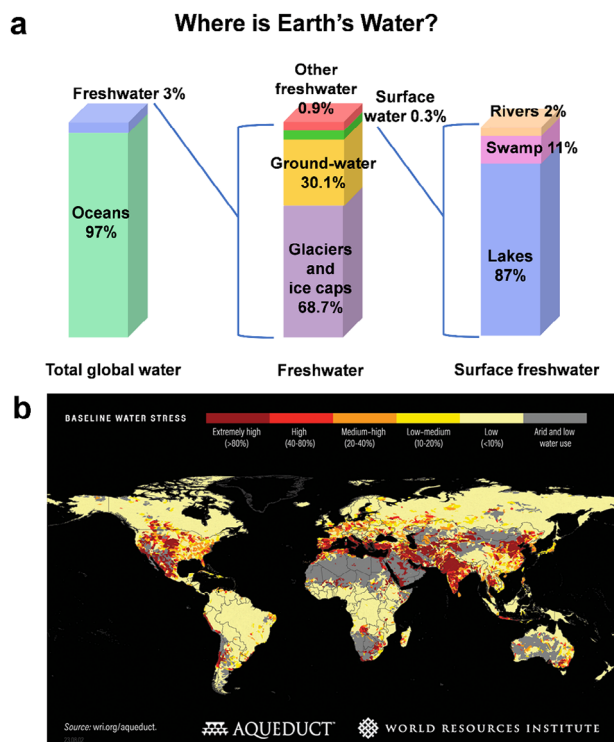 a
Where is Earth's Water?
Freshwater 3%
Oceans
97%
Total global water
Other
freshwater
0.9%
Ground-water
30.1%
Glaciers
and
ice caps
68.7%
Freshwater
Surface
water 0.3%
Rivers 2%
Swamp 11%
Lakes
87%
Surface freshwater
b
BASELINE WATER STRESS
Extremely high
(>80%)
High
(40-80%)
Medium-high
(20-40%)
Low-medium
(10-20%)
Low
(<10%)
Arid and low
water use
Source: wri.org/aqueduct.
AQUEDUCT™
WORLD RESOURCES INSTITUTE